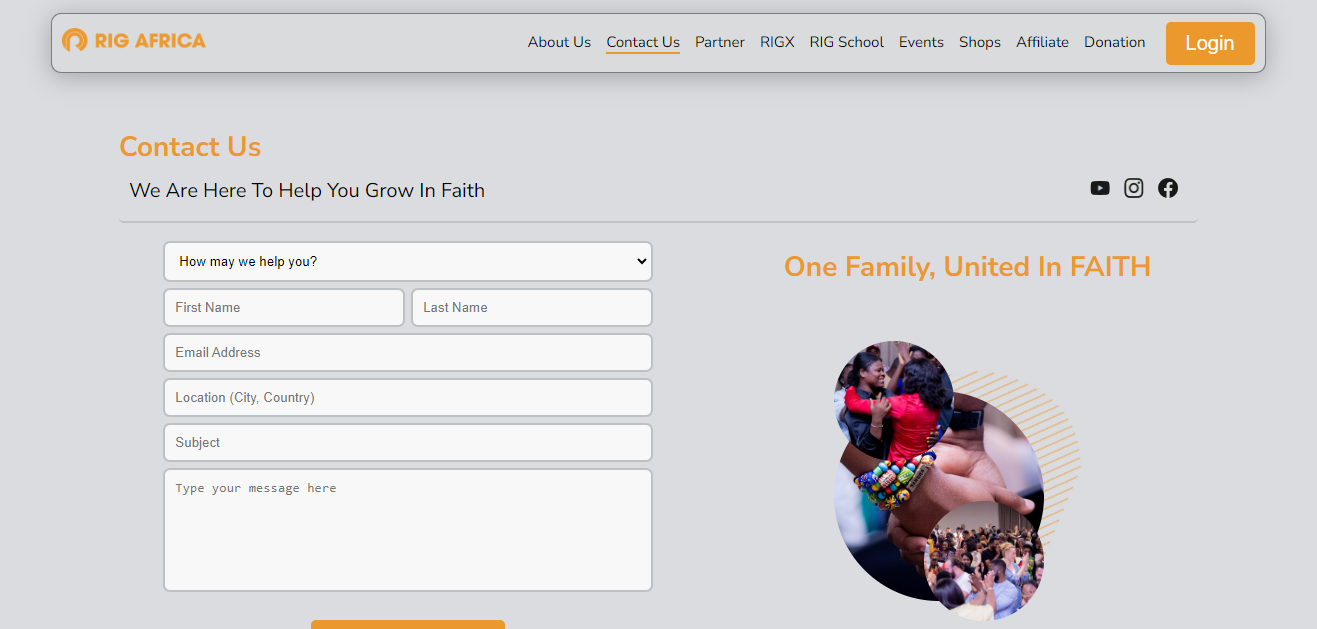 RIG AFRICA
About Us Contact Us Partner RIGX RIG School Events Shops Affiliate Donation Login
Contact Us
We Are Here To Help You Grow In Faith
How may we help you?
One Family, United In FAITH
First Name Last Name
Email Address
Location (City, Country)
Subject
Type your message here